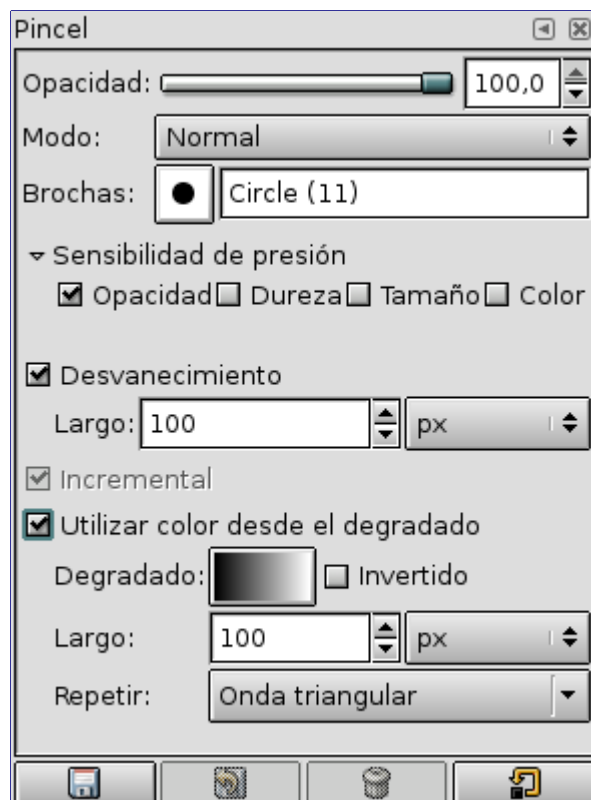 Pincel
Opacidad: 100,0
Modo: Normal
Brochas: Circle (11)
Sensibilidad de presión
Opacidad Dureza Tamaño Color
Desvanecimiento
Largo: 100 px
Incremental
Utilizar color desde el degradado
Degradado: Invertido
Largo: 100 px
Repetir: Onda triangular